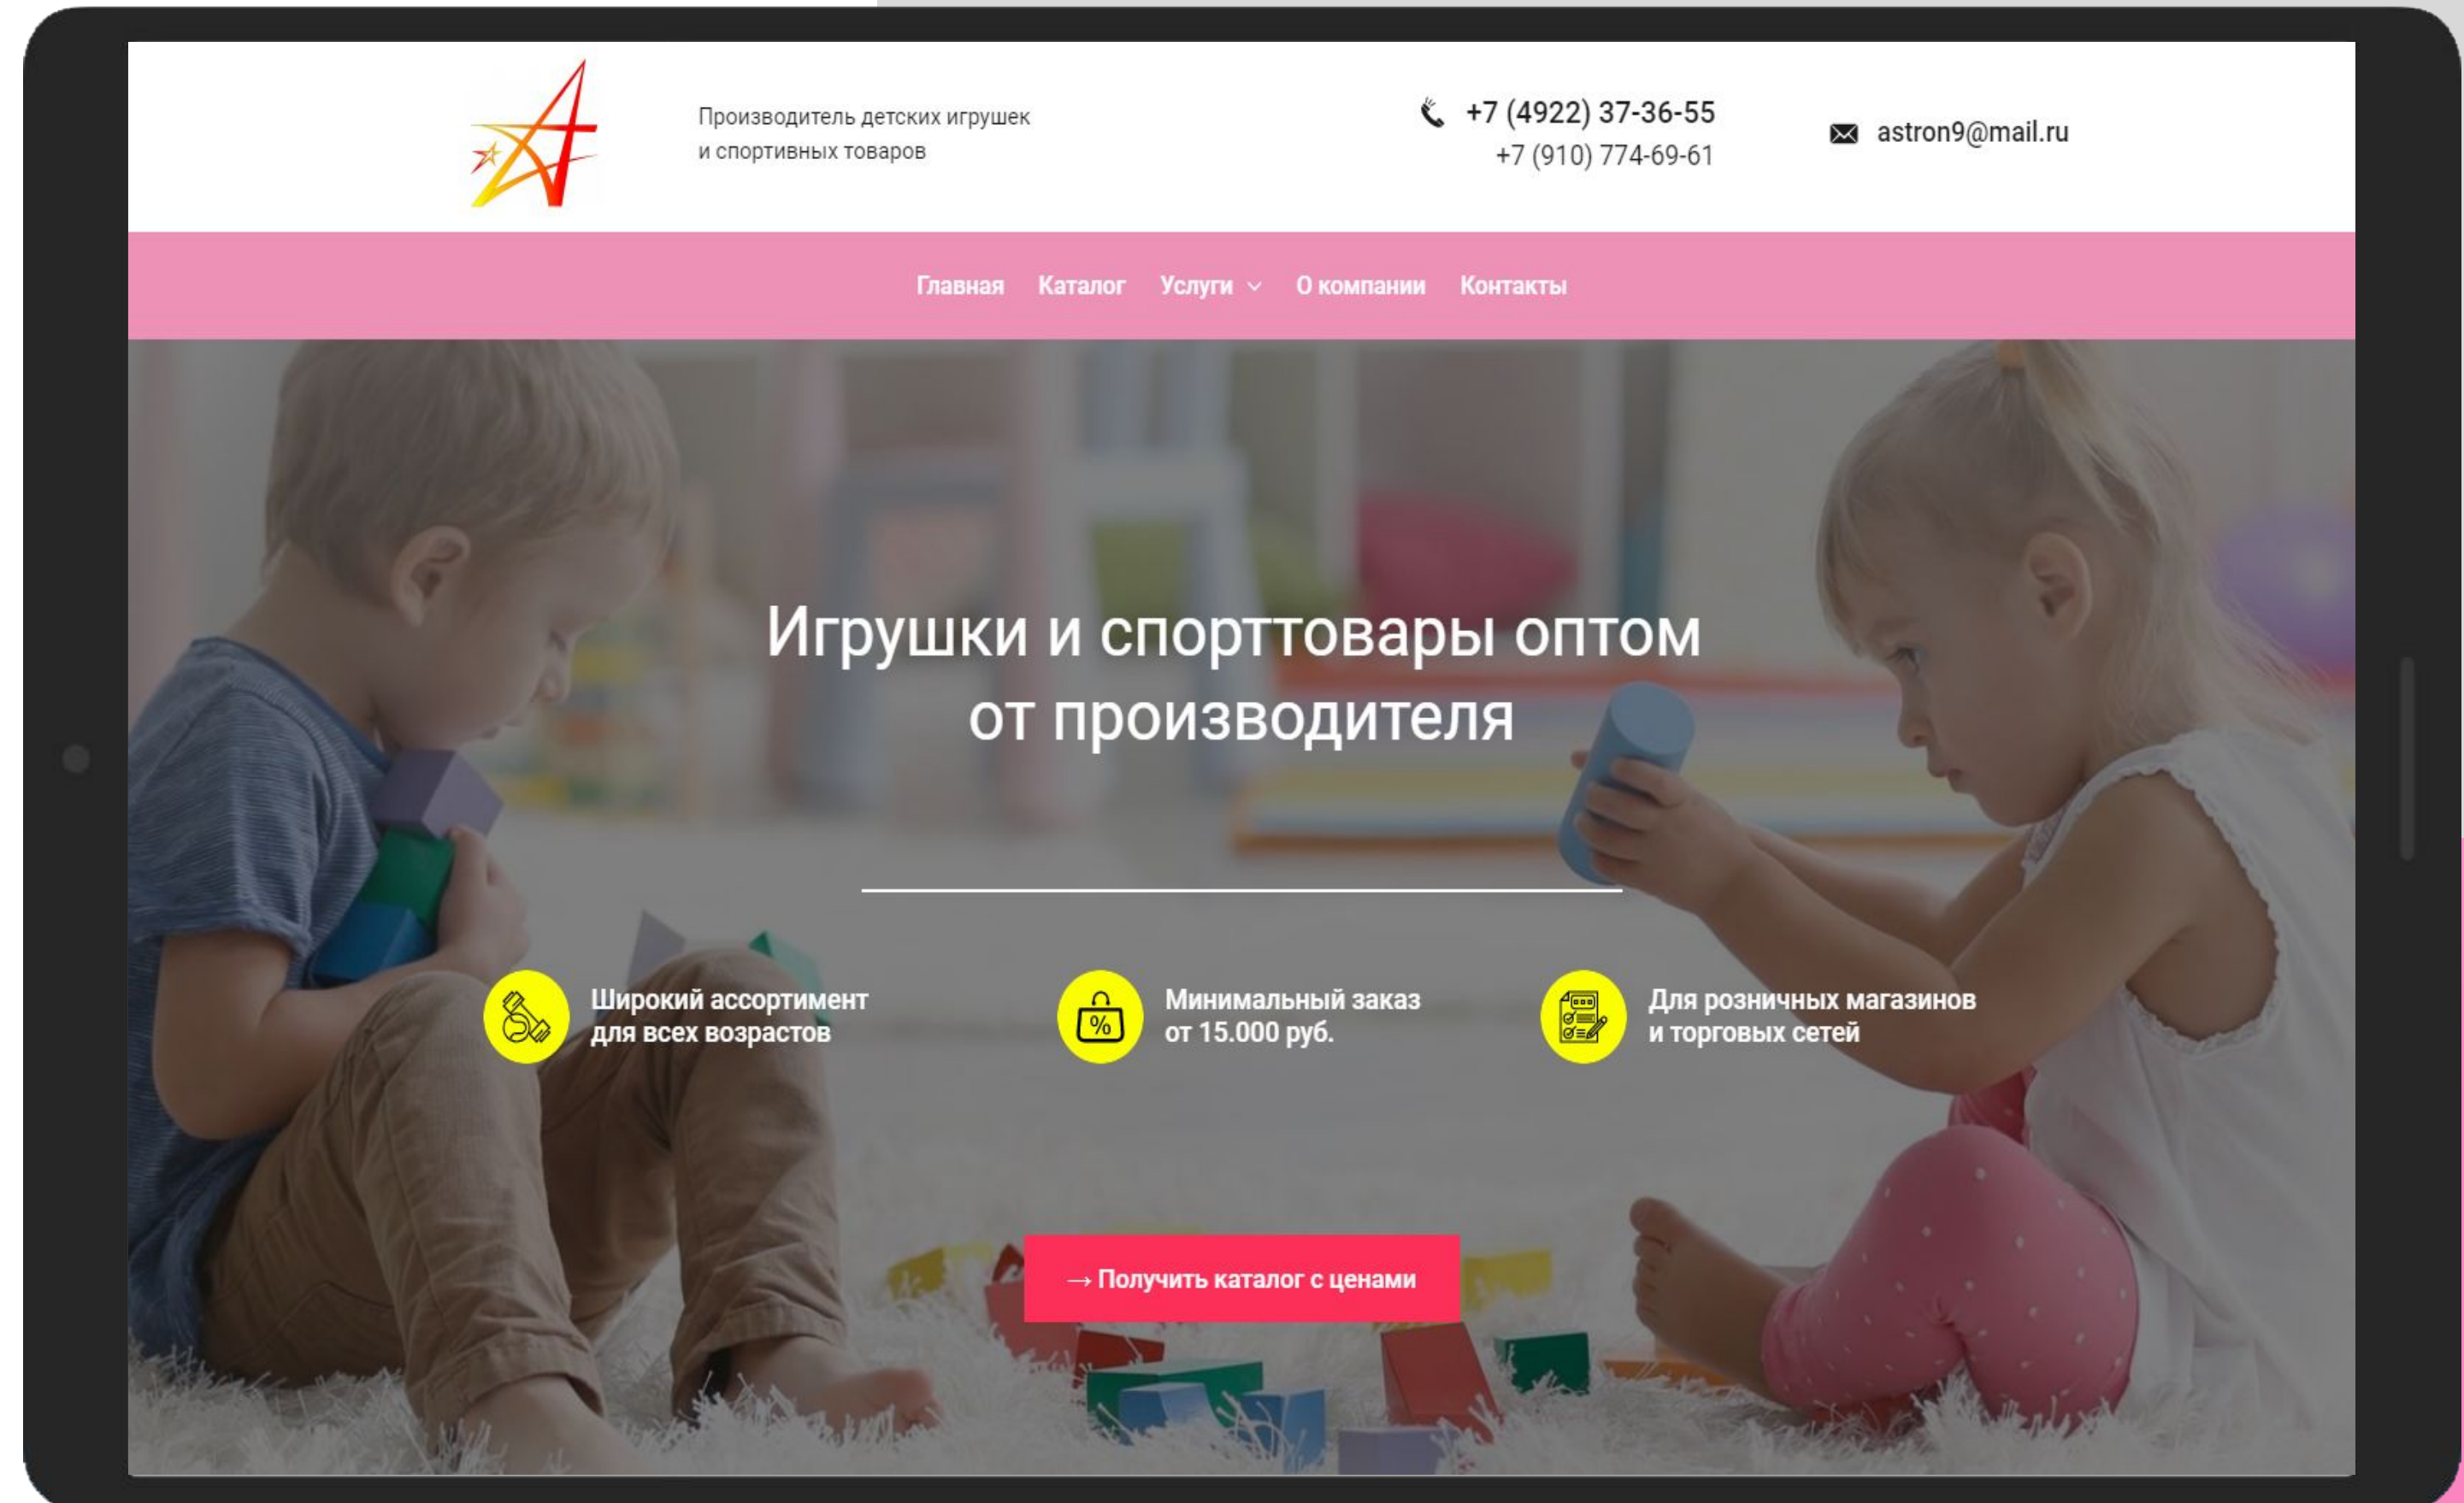 Производитель детских игрушек
и спортивных товаров
+7 (4922) 37-36-55
+7 (910) 774-69-61
astron9@mail.ru
Главная Каталог Услуги О компании Контакты
Игрушки и спорттовары оптом
от производителя
Широкий ассортимент
для всех возрастов
%
Минимальный заказ
от 15.000 руб.
Для розничных магазинов
и торговых сетей
→ Получить каталог с ценами